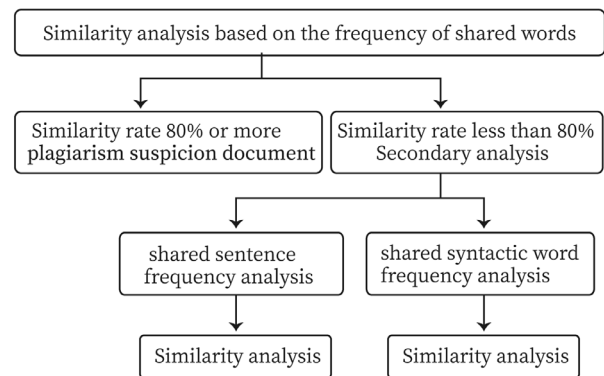 Similarity analysis based on the frequency of shared words
Similarity rate 80% or more
plagiarism suspicion document
Similarity rate less than 80%
Secondary analysis
shared sentence
frequency analysis
shared syntactic word
frequency analysis
Similarity analysis
Similarity analysis